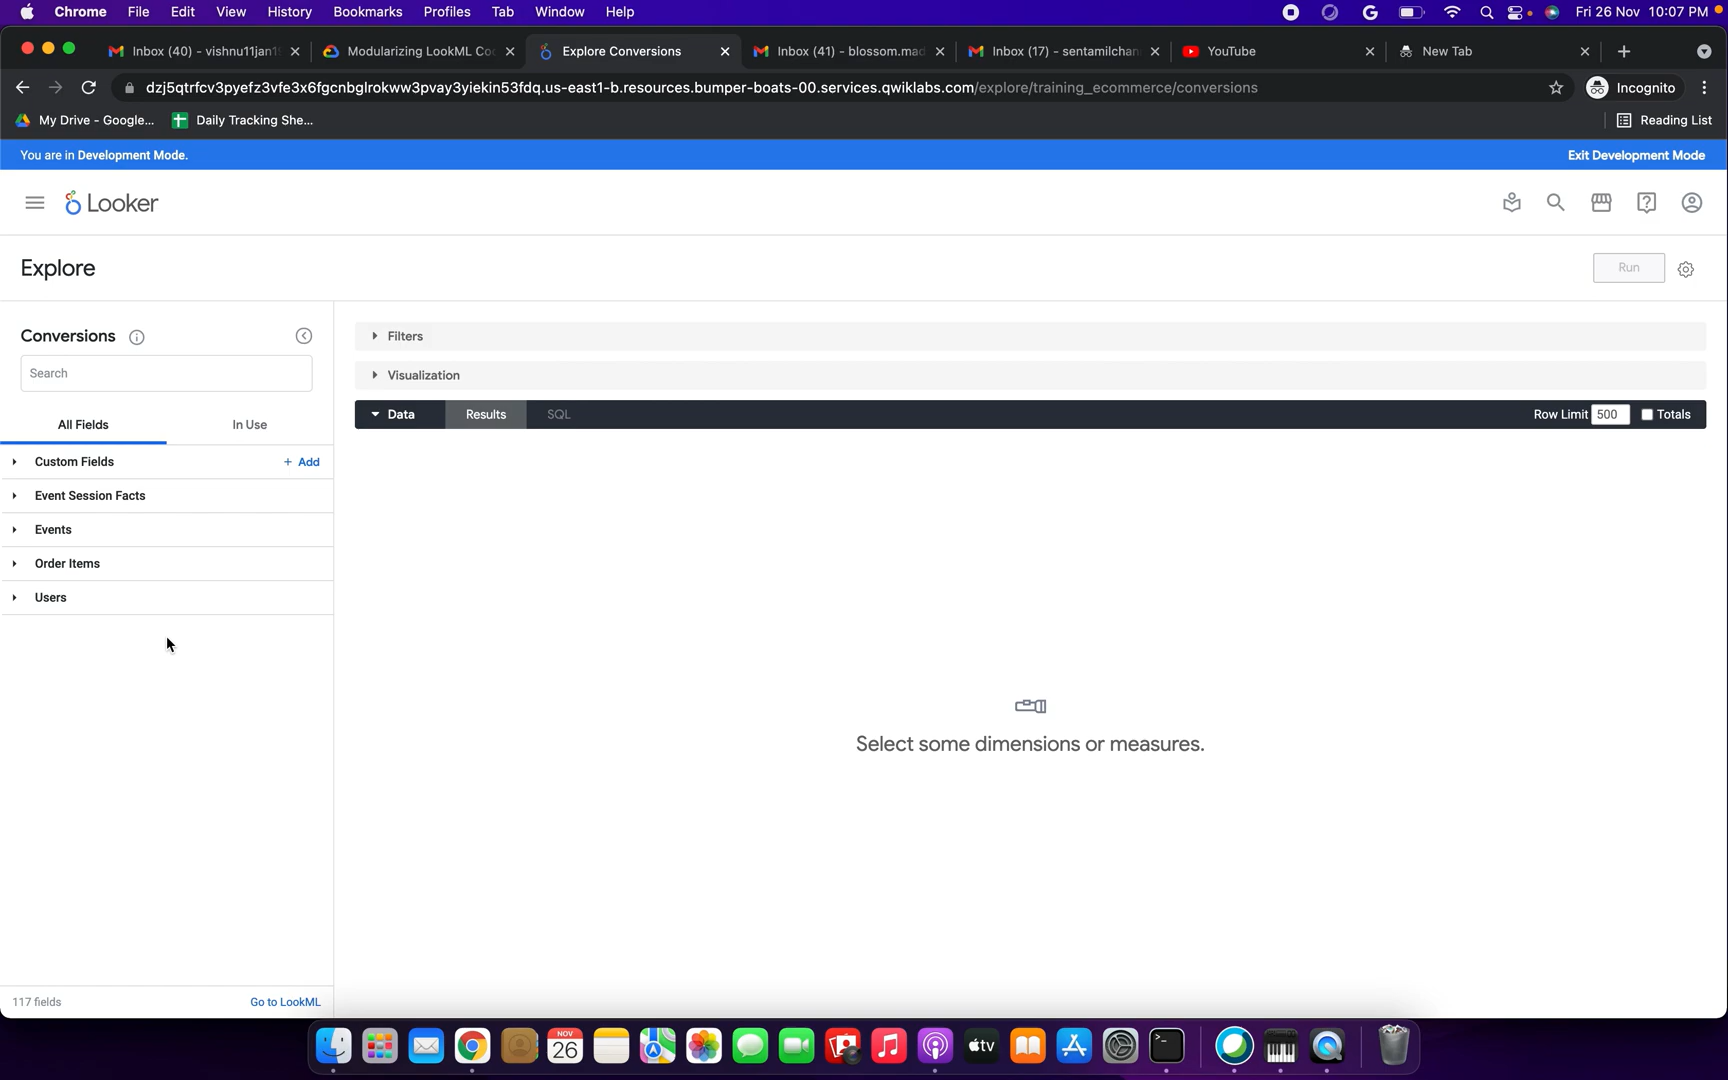 Chrome File Edit View History Bookmarks Profiles Tab Window Help Fri 26 Nov 10:07 PM
Inbox (40) - vishnu11jan1 Modularizing LookML Co Explore Conversions Inbox (41) - blossom.mad Inbox (17) - sentamilchan YouTube New Tab
dzj5qtrfcv3pyefz3vfe3x6fgcnbglrokww3pvay3yiekin53fdq.us-east1-b.resources.bumper-boats-00.services.qwiklabs.com/explore/training_ecommerce/conversions Incognito
My Drive - Google... Daily Tracking She... Reading List
You are in Development Mode. Exit Development Mode
Looker
Explore Run
Conversions
Search
All Fields In Use
Custom Fields + Add
Event Session Facts
Events
Order Items
Users
117 fields Go to LookML
Filters
Visualization
Data Results SQL Row Limit 500 Totals
Select some dimensions or measures.
NOV
26
tv